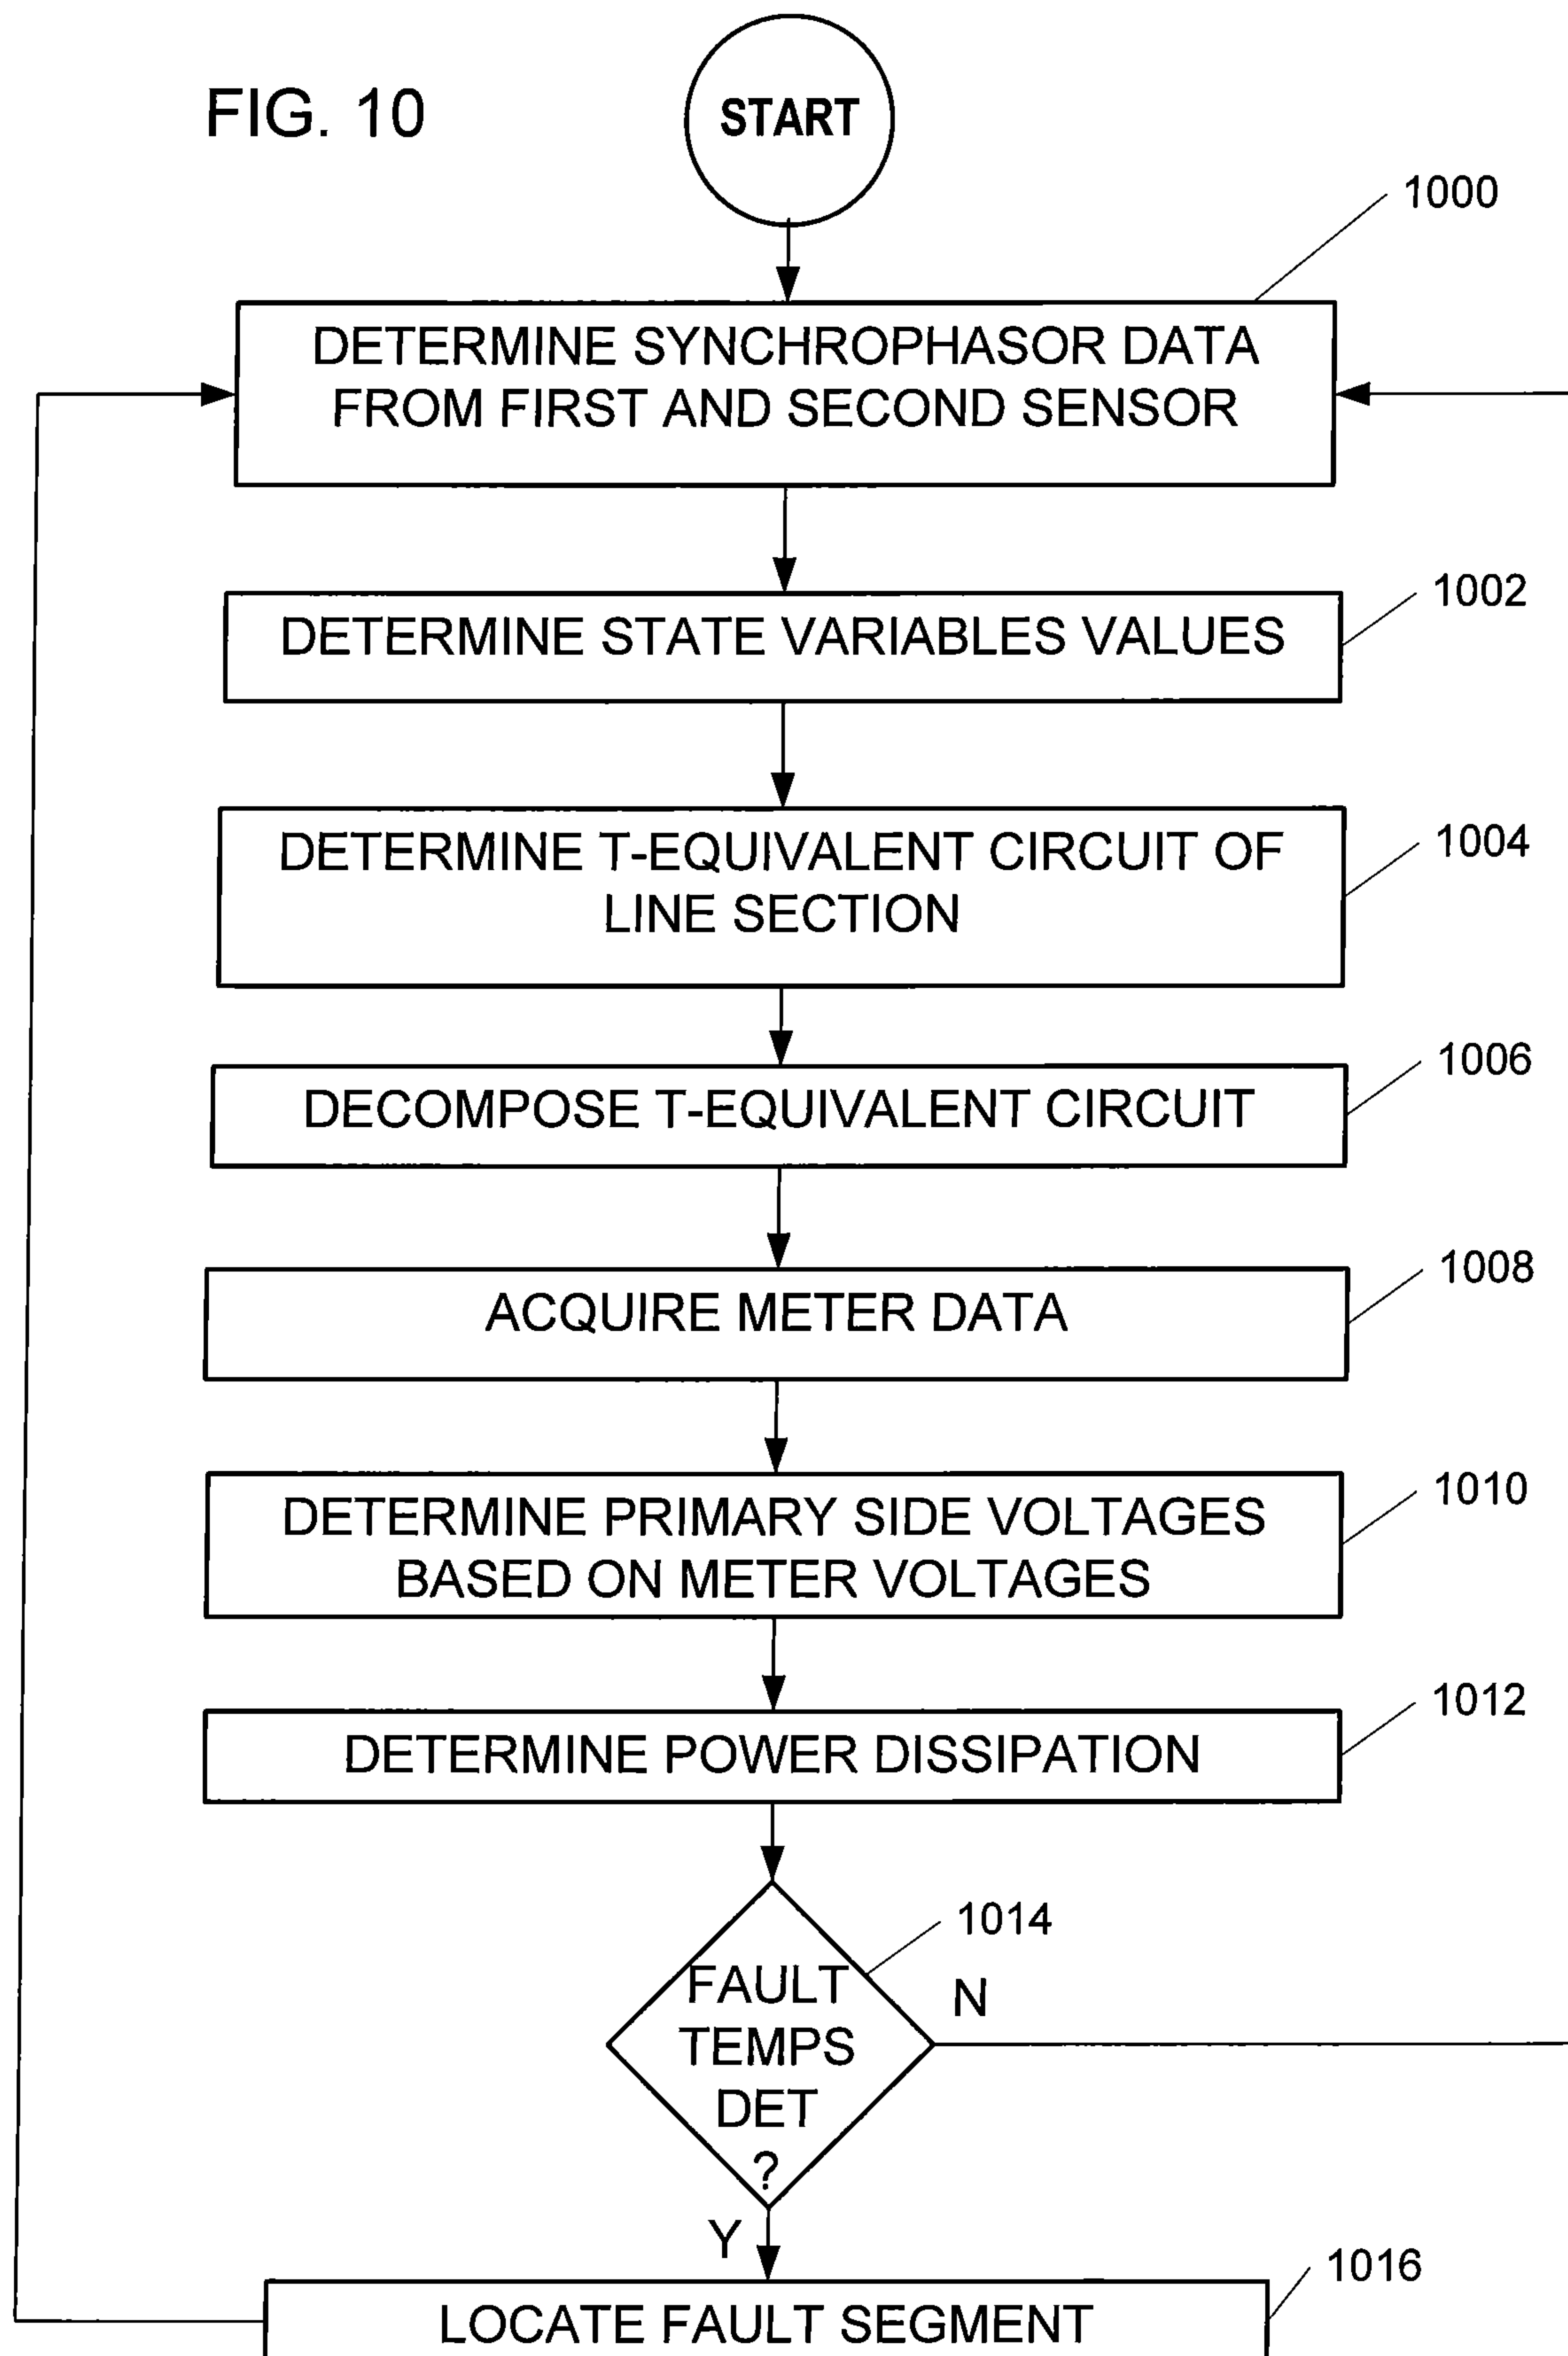 FIG. 10
START
1000
DETERMINE SYNCHROPHASOR DATA
FROM FIRST AND SECOND SENSOR
1002
DETERMINE STATE VARIABLES VALUES
1004
DETERMINE T-EQUIVALENT CIRCUIT OF
LINE SECTION
1006
DECOMPOSE T-EQUIVALENT CIRCUIT
1008
ACQUIRE METER DATA
1010
DETERMINE PRIMARY SIDE VOLTAGES
BASED ON METER VOLTAGES
1012
DETERMINE POWER DISSIPATION
1014
FAULT
TEMPS
DET
?
N
Y
1016
LOCATE FAULT SEGMENT